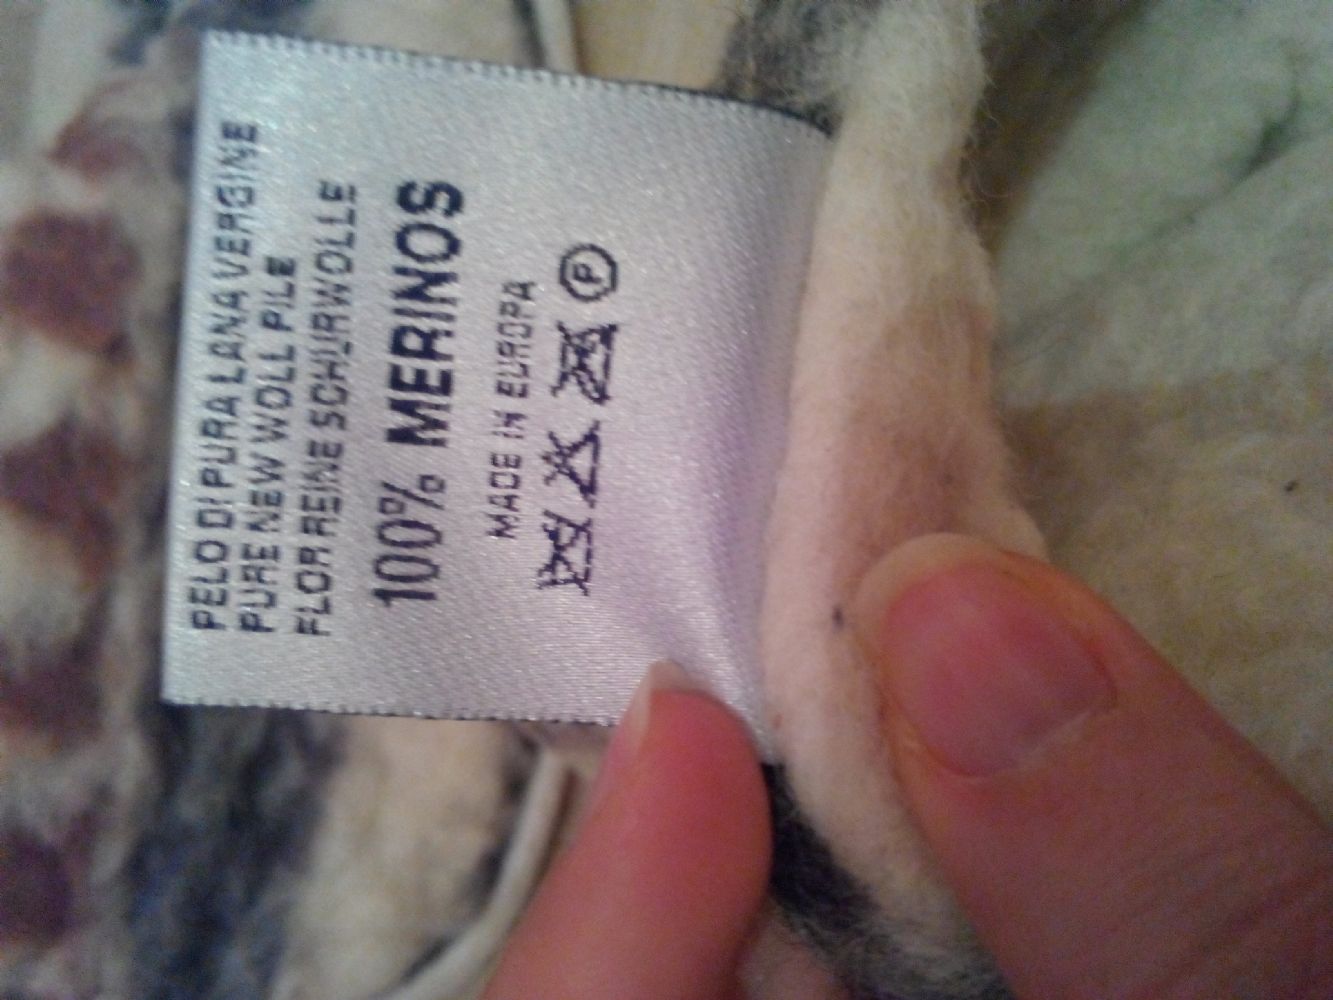 PELO DI PURA LANA VERGINE
PURE NEW WOLL PILE
FLOR REINE SCHURWOLLE
100% MERINOS
MADE IN EUROPA
P